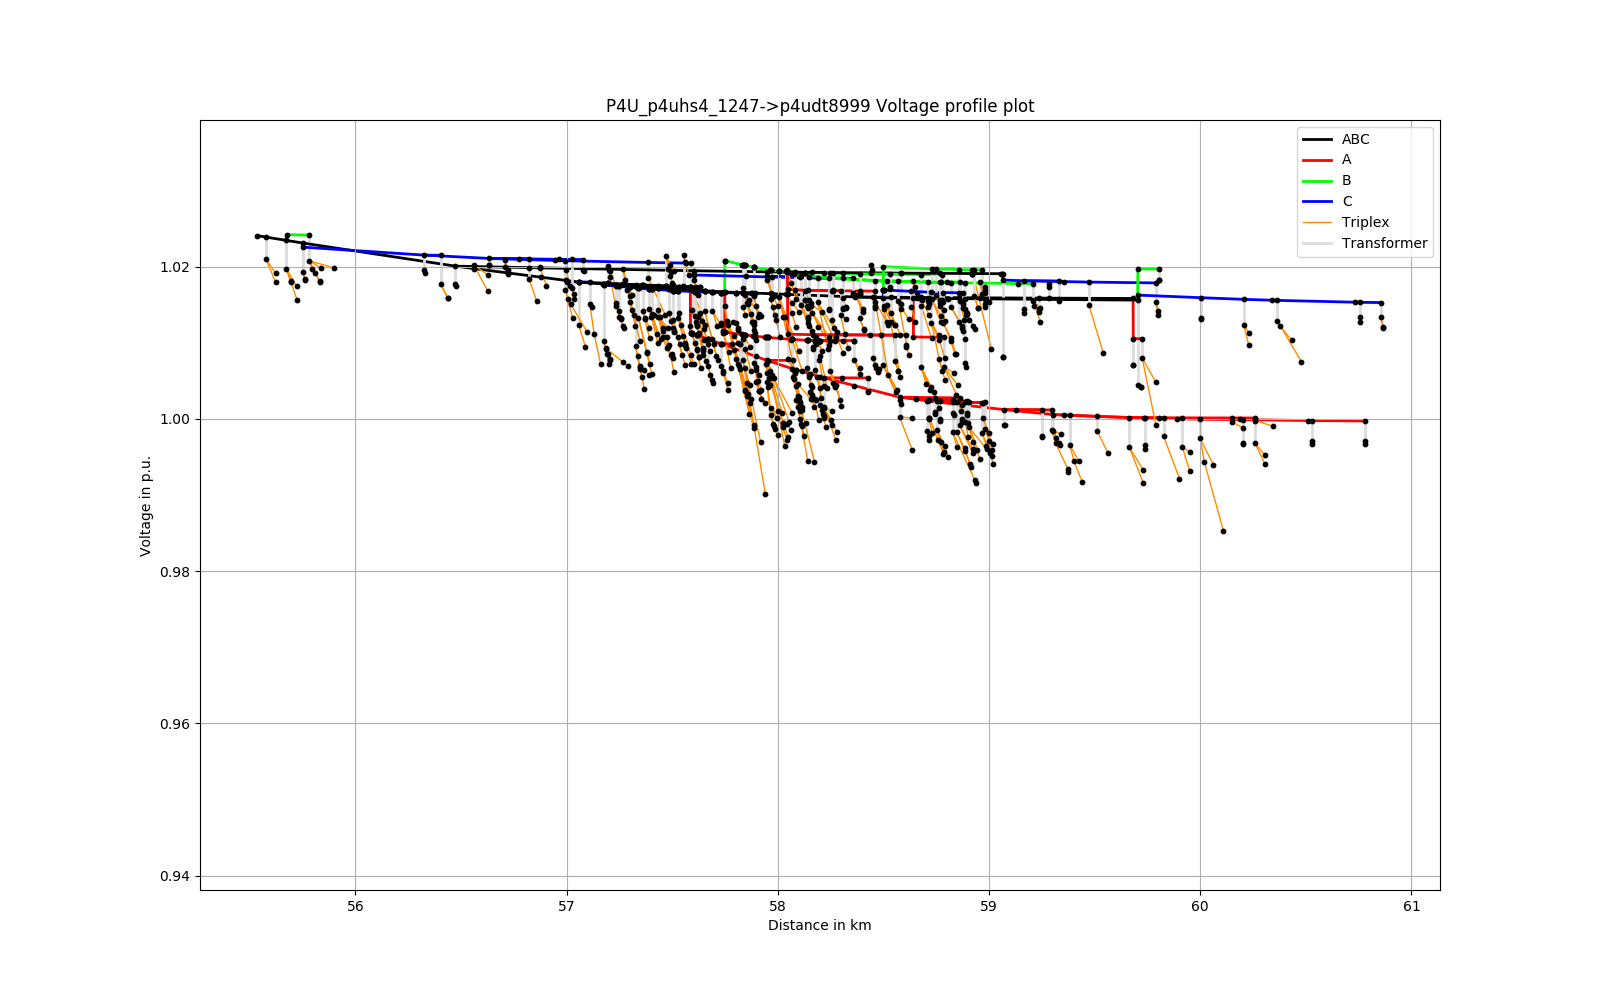 P4U_p4uhs4_1247->p4udt8999 Voltage profile plot
ABC
A
B
C
Triplex
Transformer
Voltage in p.u.
1.02
1.00
0.98
0.96
0.94
56 57 58 59 60 61
Distance in km